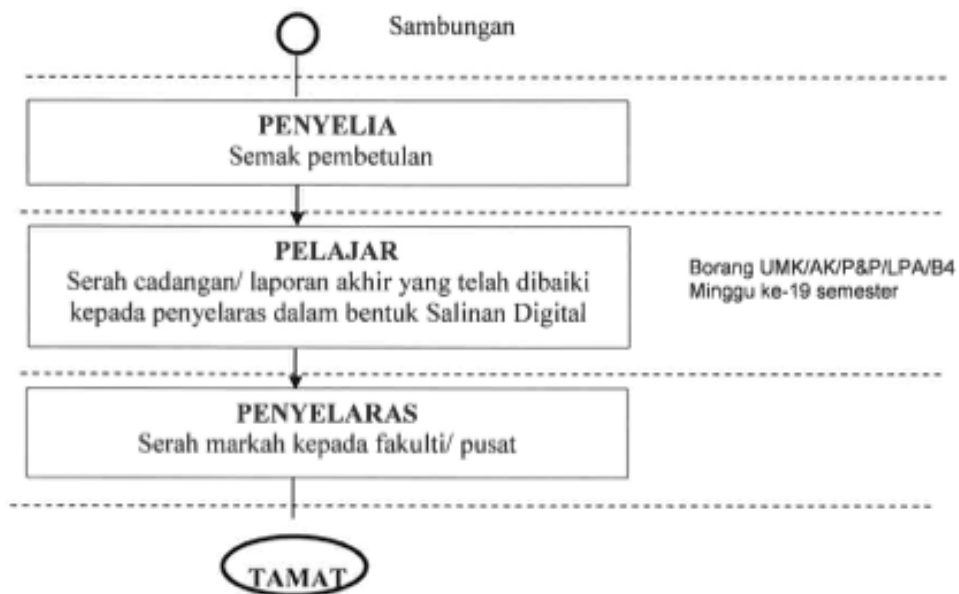 Sambungan
PENYELIA
Semak pembetulan
PELAJAR
Serah cadangan/ laporan akhir yang telah dibaiki
kepada penyelaras dalam bentuk Salinan Digital
Borang UMK/AK/P&P/LPA/B4
Minggu ke-19 semester
PENYELARAS
Serah markah kepada fakulti/ pusat
TAMAT